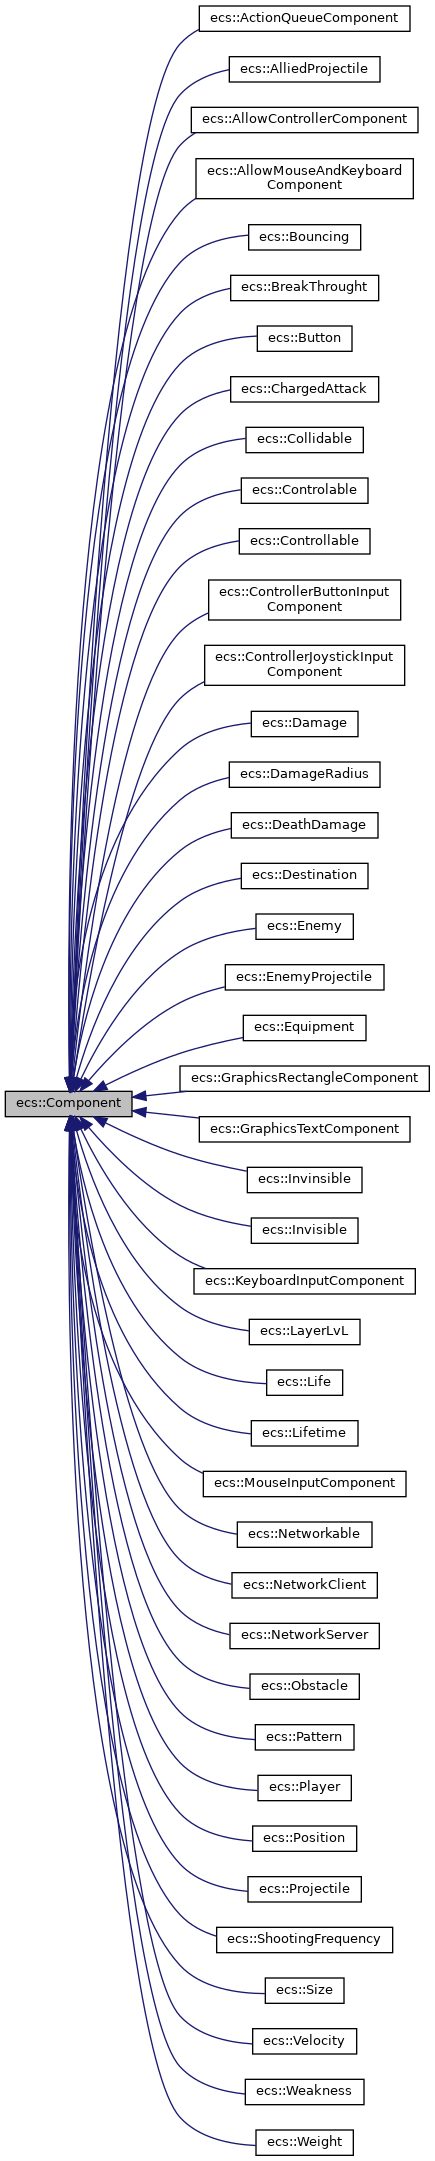 ecs::ActionQueueComponent
ecs::AlliedProjectile
ecs::AllowControllerComponent
ecs::AllowMouseAndKeyboard
Component
ecs::Bouncing
ecs::BreakThrought
ecs::Button
ecs::ChargedAttack
ecs::Collidable
ecs::Controlable
ecs::Controllable
ecs::ControllerButtonInput
Component
ecs::ControllerJoystickInput
Component
ecs::Damage
ecs::DamageRadius
ecs::DeathDamage
ecs::Destination
ecs::Enemy
ecs::EnemyProjectile
ecs::Equipment
ecs::GraphicsRectangleComponent
ecs::Component
ecs::GraphicsTextComponent
ecs::Invinsible
ecs::Invisible
ecs::KeyboardInputComponent
ecs::LayerLvL
ecs::Life
ecs::Lifetime
ecs::MouseInputComponent
ecs::Networkable
ecs::NetworkClient
ecs::NetworkServer
ecs::Obstacle
ecs::Pattern
ecs::Player
ecs::Position
ecs::Projectile
ecs::ShootingFrequency
ecs::Size
ecs::Velocity
ecs::Weakness
ecs::Weight